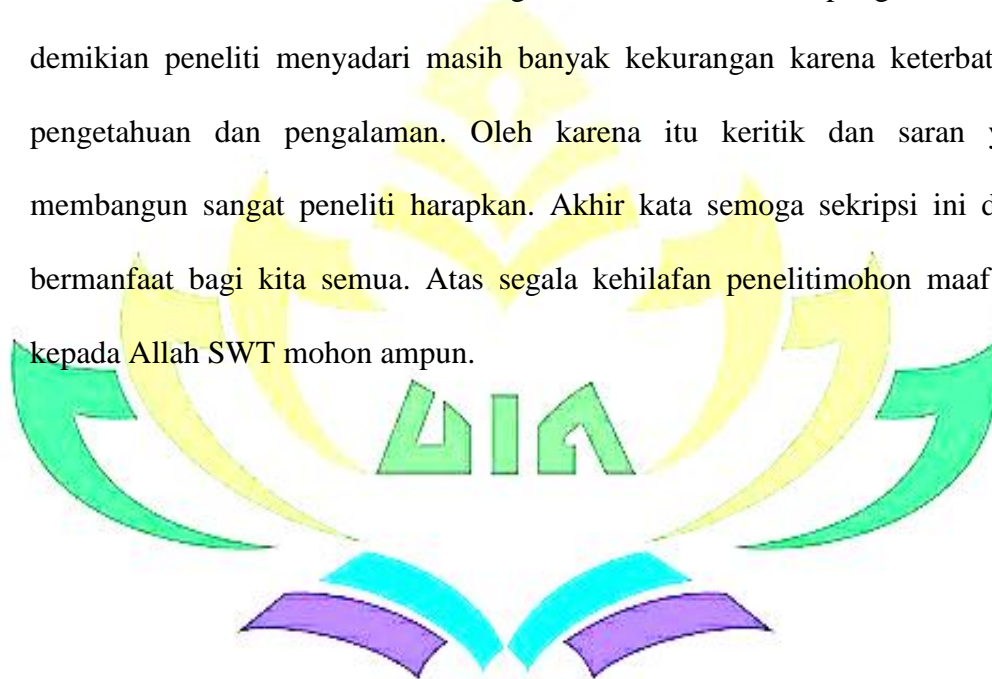 demikian peneliti menyadari masih banyak kekurangan karena
pengetahuan dan pengalaman. Oleh karena itu keritik dan saran
membangun sangat peneliti harapkan. Akhir kata semoga sekripsi ini
bermanfaat bagi kita semua. Atas segala kehilafan penelitimohon maaf
kepada Allah SWT mohon ampun.